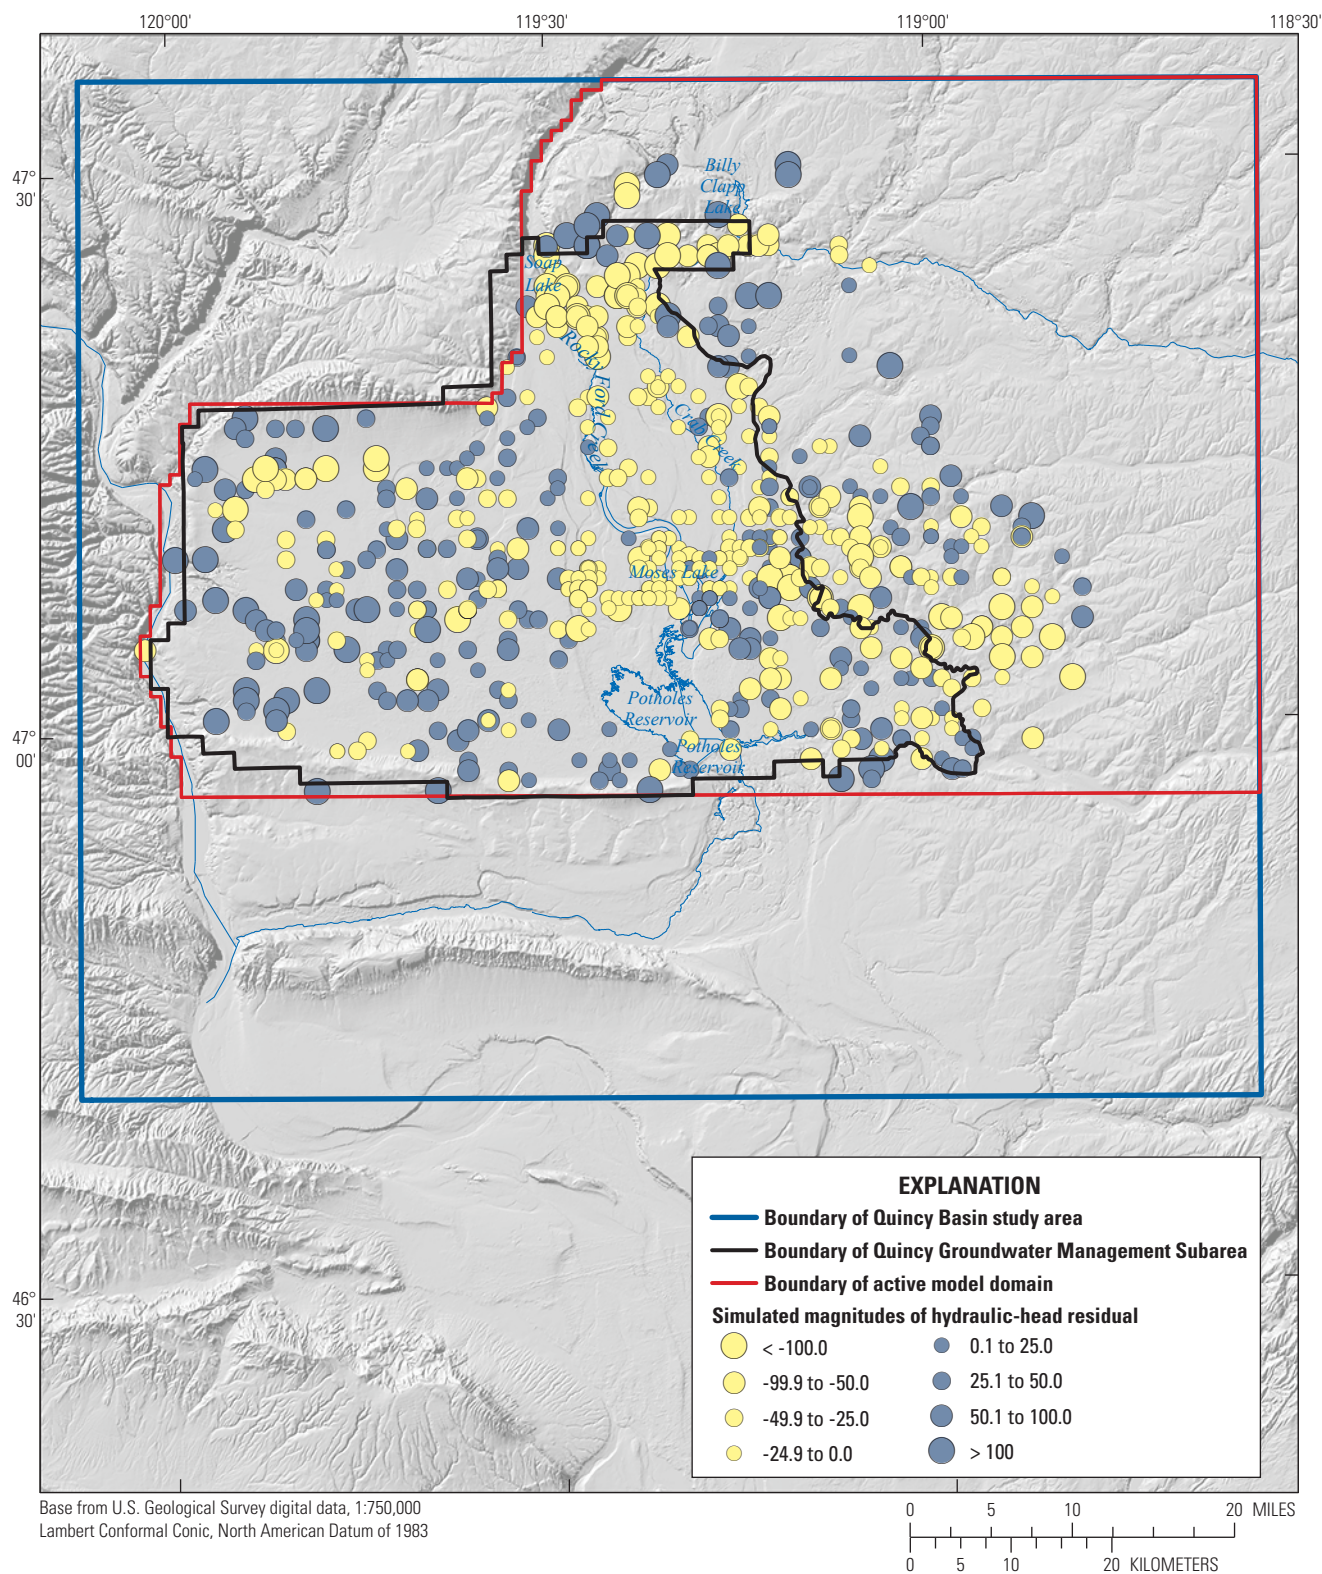 120°00'
119°30'
119°00'
118°30'
47°
30'
Billy
Clapp
Lake
Soap
Lake
Rocky Ford Creek
Crab Creek
Moses Lake
Potholes
Reservoir
47°
00'
Potholes
Reservoir
46°
30'
EXPLANATION
Boundary of Quincy Basin study area
Boundary of Quincy Groundwater Management Subarea
Boundary of active model domain
Simulated magnitudes of hydraulic-head residual
< -100.0
0.1 to 25.0
-99.9 to -50.0
25.1 to 50.0
-49.9 to -25.0
50.1 to 100.0
-24.9 to 0.0
> 100
Base from U.S. Geological Survey digital data, 1:750,000
Lambert Conformal Conic, North American Datum of 1983
0 5 10 20 MILES
0 5 10 20 KILOMETERS